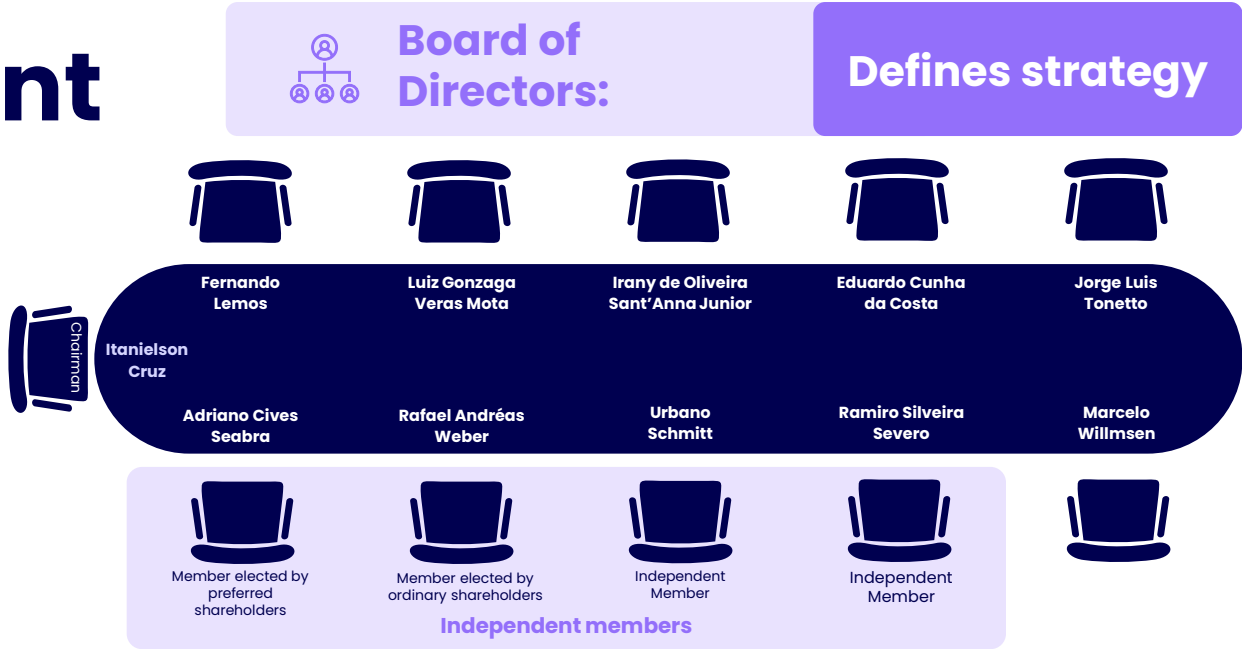 nt
Board of
Directors:
Defines strategy
Fernando
Lemos
Luiz Gonzaga
Veras Mota
Irany de Oliveira
Sant’Anna Junior
Eduardo Cunha
da Costa
Jorge Luis
Tonetto
Chairman
Itanielson
Cruz
Adriano Cives
Seabra
Rafael Andréas
Weber
Urbano
Schmitt
Ramiro Silveira
Severo
Marcelo
Willmsen
Member elected by
preferred
shareholders
Member elected by
ordinary shareholders
Independent
Member
Independent
Member
Independent members